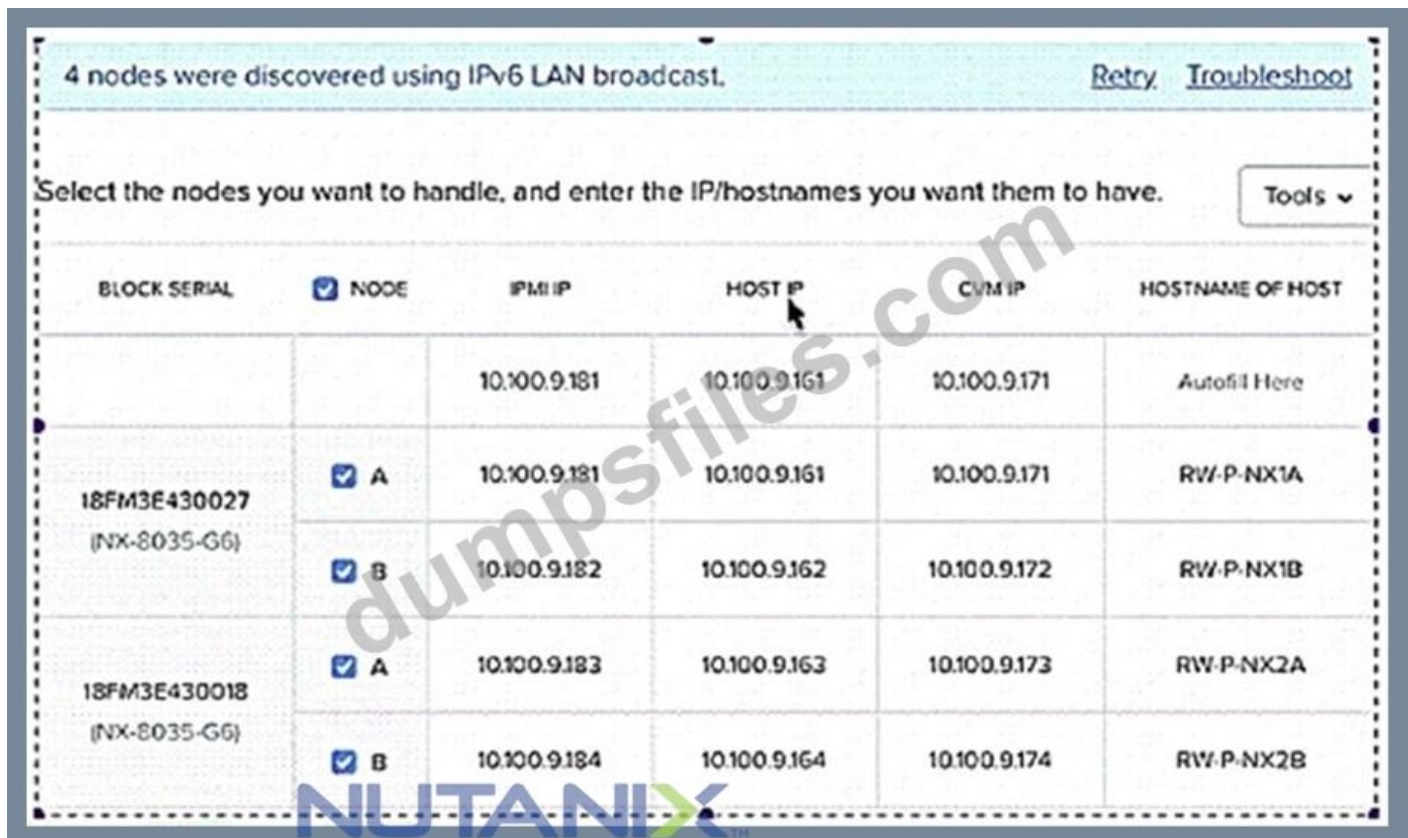 4 nodes were discovered using IPv6 LAN broadcast. Retry Troubleshoot
Select the nodes you want to handle, and enter the IP/hostnames you want them to have. Tools
BLOCK SERIAL NODE IPMI IP HOST IP CVM IP HOSTNAME OF HOST
10.100.9.181 10.100.9.161 10.100.9.171 Autofill Here
18FM3E430027
(NX-8035-G6)
A 10.100.9.181 10.100.9.161 10.100.9.171 RW-P-NX1A
B 10.100.9.182 10.100.9.162 10.100.9.172 RW-P-NX1B
18FM3E430018
(NX-8035-G6)
A 10.100.9.183 10.100.9.163 10.100.9.173 RW-P-NX2A
B 10.100.9.184 10.100.9.164 10.100.9.174 RW-P-NX2B
dumpsfiles.com
NUTANIX TM